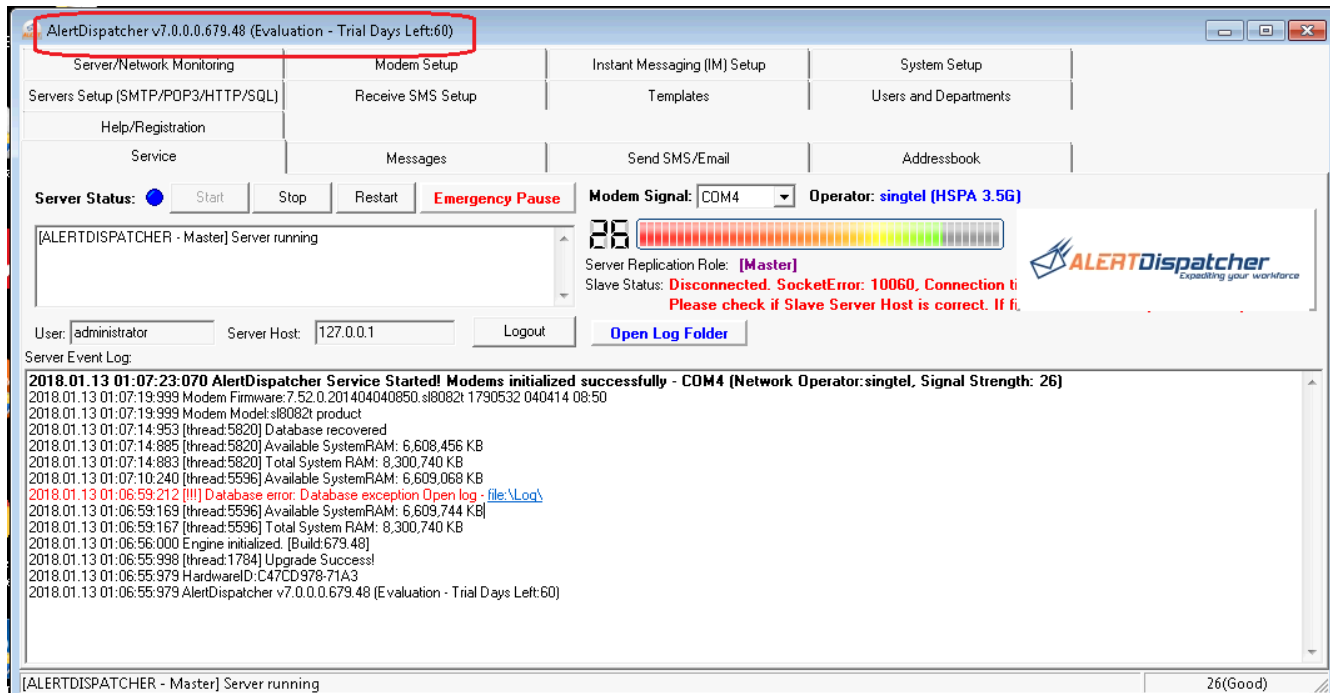 AlertDispatcher v7.0.0.0.679.48 (Evaluation - Trial Days Left:60)
Server/Network Monitoring Modem Setup Instant Messaging (IM) Setup System Setup
Servers Setup (SMTP/POP3/HTTP/SQL) Receive SMS Setup Templates Users and Departments
Help/Registration
Service Messages Send SMS/Email Addressbook
Server Status: Start Stop Restart Emergency Pause Modem Signal: COM4 Operator: singtel (HSPA 3.5G)
[ALERTDISPATCHER - Master] Server running
26
ALERTDispatcher
Expediting your workforce
Server Replication Role: [Master]
Slave Status: Disconnected. SocketError: 10060, Connection ti
Please check if Slave Server Host is correct. If fi
User: administrator Server Host: 127.0.0.1 Logout Open Log Folder
Server Event Log:
2018.01.13 01:07:23:070 AlertDispatcher Service Started! Modems initialized successfully - COM4 (Network Operator:singtel, Signal Strength: 26)
2018.01.13 01:07:19:999 Modem Firmware:7.52.0.201404040850.sl8082t 1790532 040414 08:50
2018.01.13 01:07:19:999 Modem Model:sl8082t product
2018.01.13 01:07:14:953 [thread:5820] Database recovered
2018.01.13 01:07:14:885 [thread:5820] Available SystemRAM: 6,608,456 KB
2018.01.13 01:07:14:883 [thread:5820] Total System RAM: 8,300,740 KB
2018.01.13 01:07:10:240 [thread:5596] Available SystemRAM: 6,609,068 KB
2018.01.13 01:06:59:212 [!!!] Database error: Database exception Open log - file:\Log\
2018.01.13 01:06:59:169 [thread:5596] Available SystemRAM: 6,609,744 KB
2018.01.13 01:06:59:167 [thread:5596] Total System RAM: 8,300,740 KB
2018.01.13 01:06:56:000 Engine initialized. [Build:679.48]
2018.01.13 01:06:55:998 [thread:1784] Upgrade Success!
2018.01.13 01:06:55:979 HardwareID:C47CD978-71A3
2018.01.13 01:06:55:979 AlertDispatcher v7.0.0.0.679.48 (Evaluation - Trial Days Left:60)
[ALERTDISPATCHER - Master] Server running 26(Good)